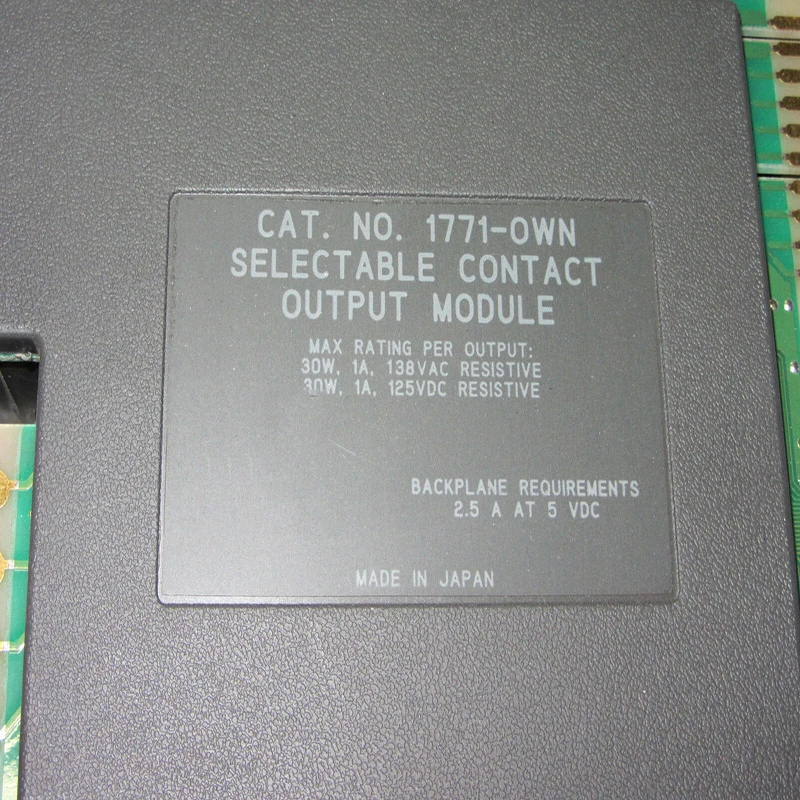 CAT. NO. 1771-OWN
SELECTABLE CONTACT
OUTPUT MODULE
MAX RATING PER OUTPUT:
30W, 1A, 138VAC RESISTIVE
30W, 1A, 125VDC RESISTIVE
BACKPLANE REQUIREMENTS
2.5 A AT 5 VDC
MADE IN JAPAN